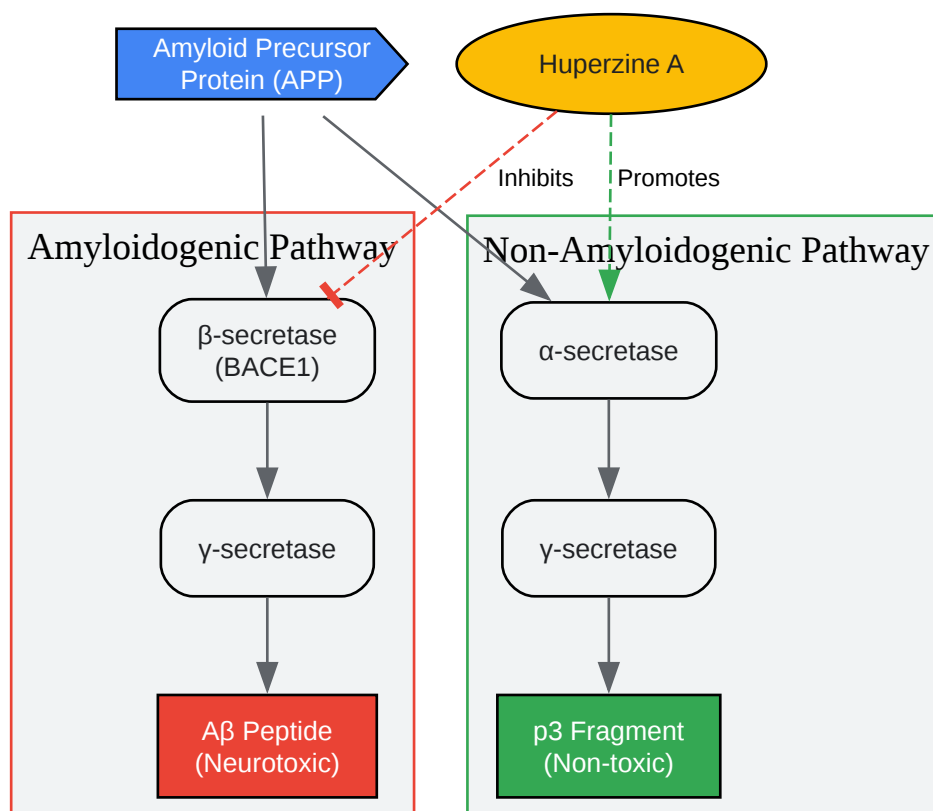 Amyloid Precursor
Protein (APP)
Huperzine A
Inhibits
Promotes
Amyloidogenic Pathway
Non-Amyloidogenic Pathway
β-secretase
(BACE1)
α-secretase
γ-secretase
γ-secretase
Aβ Peptide
(Neurotoxic)
p3 Fragment
(Non-toxic)